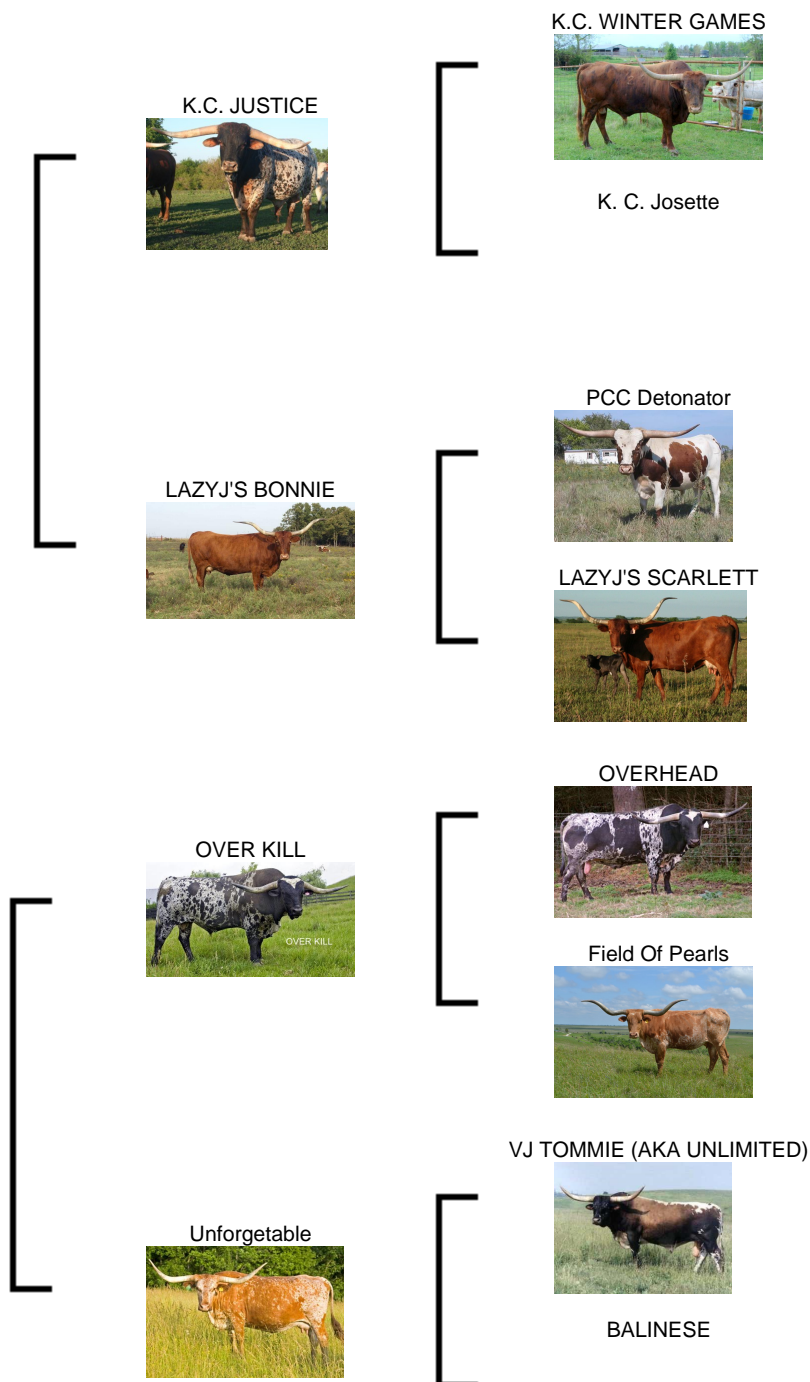 K.C. WINTER GAMES
K.C. JUSTICE
K. C. Josette
PCC Detonator
LAZYJ'S BONNIE
LAZYJ'S SCARLETT
OVERHEAD
OVER KILL
OVER KILL
Field Of Pearls
VJ TOMMIE (AKA UNLIMITED)
Unforgetable
BALINESE